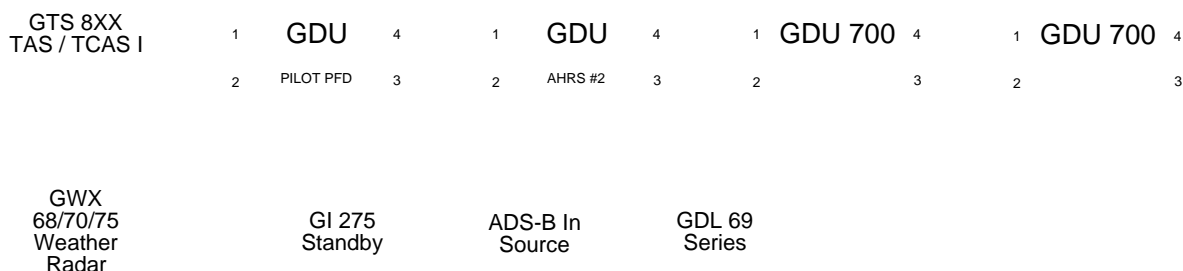 GTS 8XX
TAS / TCAS I
1 GDU 4
2 PILOT PFD 3
1 GDU 4
2 AHRS #2 3
1 GDU 700 4
2 3
1 GDU 700 4
2 3
GWX
68/70/75
Weather
Radar
GI 275
Standby
ADS-B In
Source
GDL 69
Series